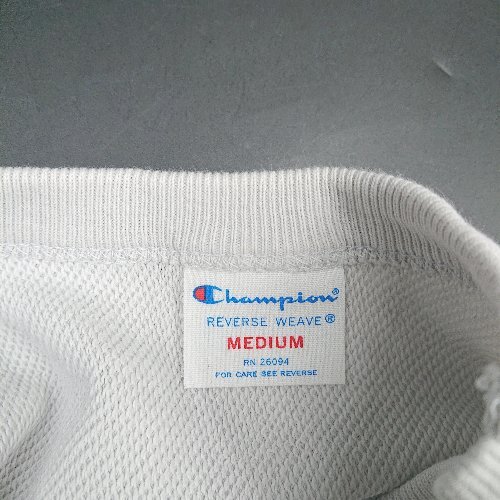 Champion®
REVERSE WEAVE®
MEDIUM
RN 26094
FOR CARE SEE REVERSE